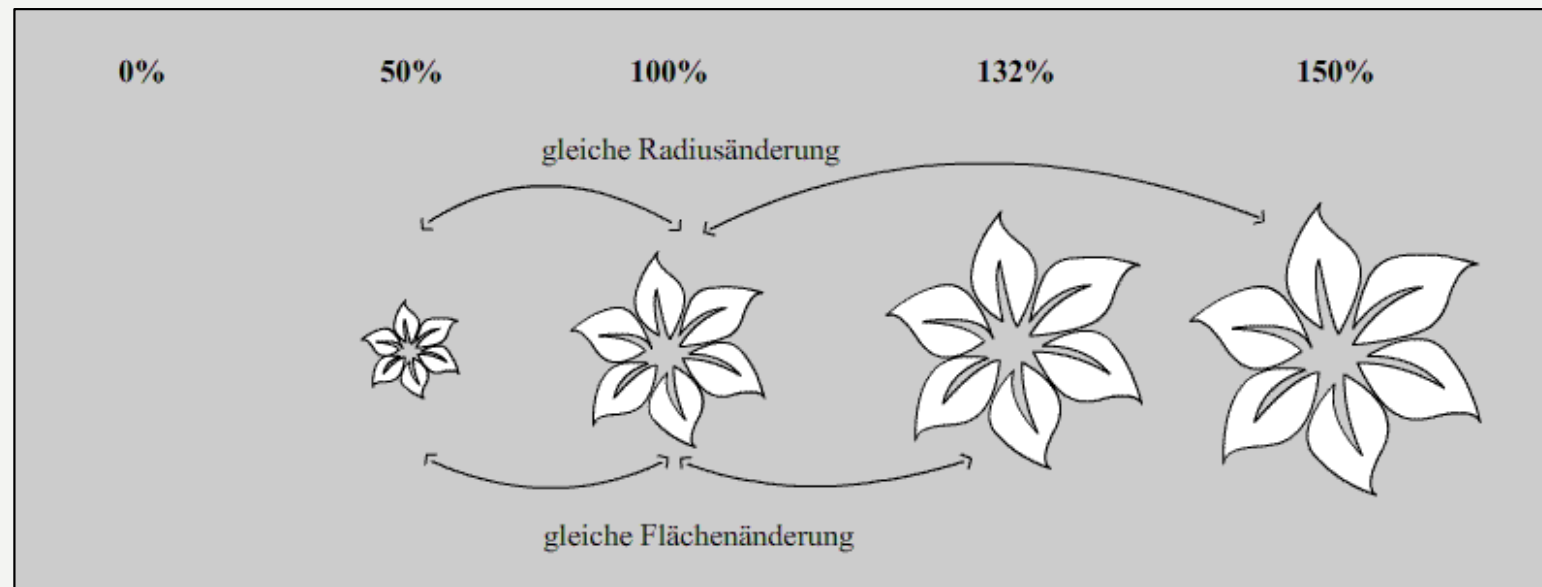 0% 50% 100% 132% 150%
gleiche Radiusänderung
gleiche Flächenänderung